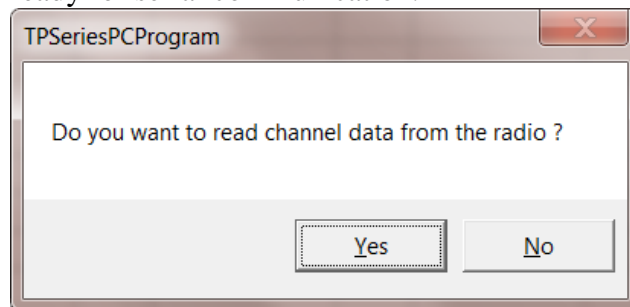 TPSeriesPCProgram
Do you want to read channel data from the radio ?
Yes
No